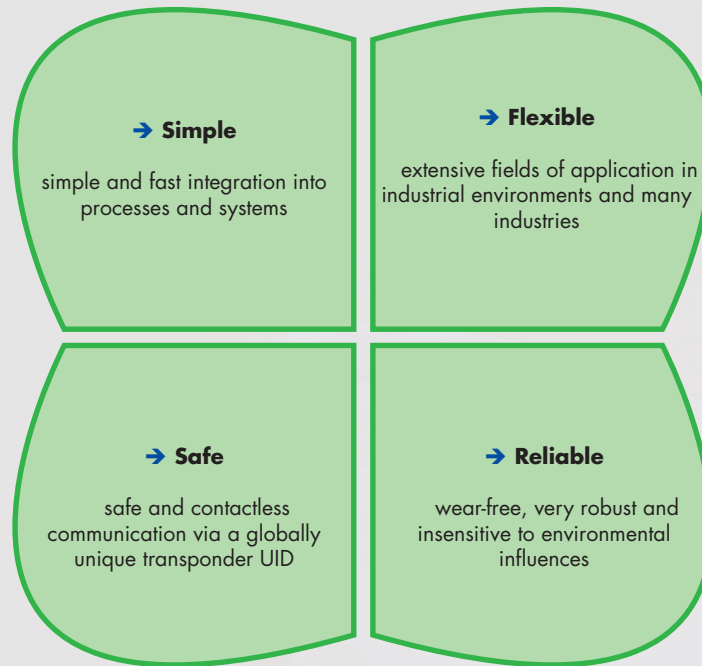 ➔ Simple
simple and fast integration into
processes and systems
➔ Flexible
extensive fields of application in
industrial environments and many
industries
➔ Safe
safe and contactless
communication via a globally
unique transponder UID
➔ Reliable
wear-free, very robust and
insensitive to environmental
influences